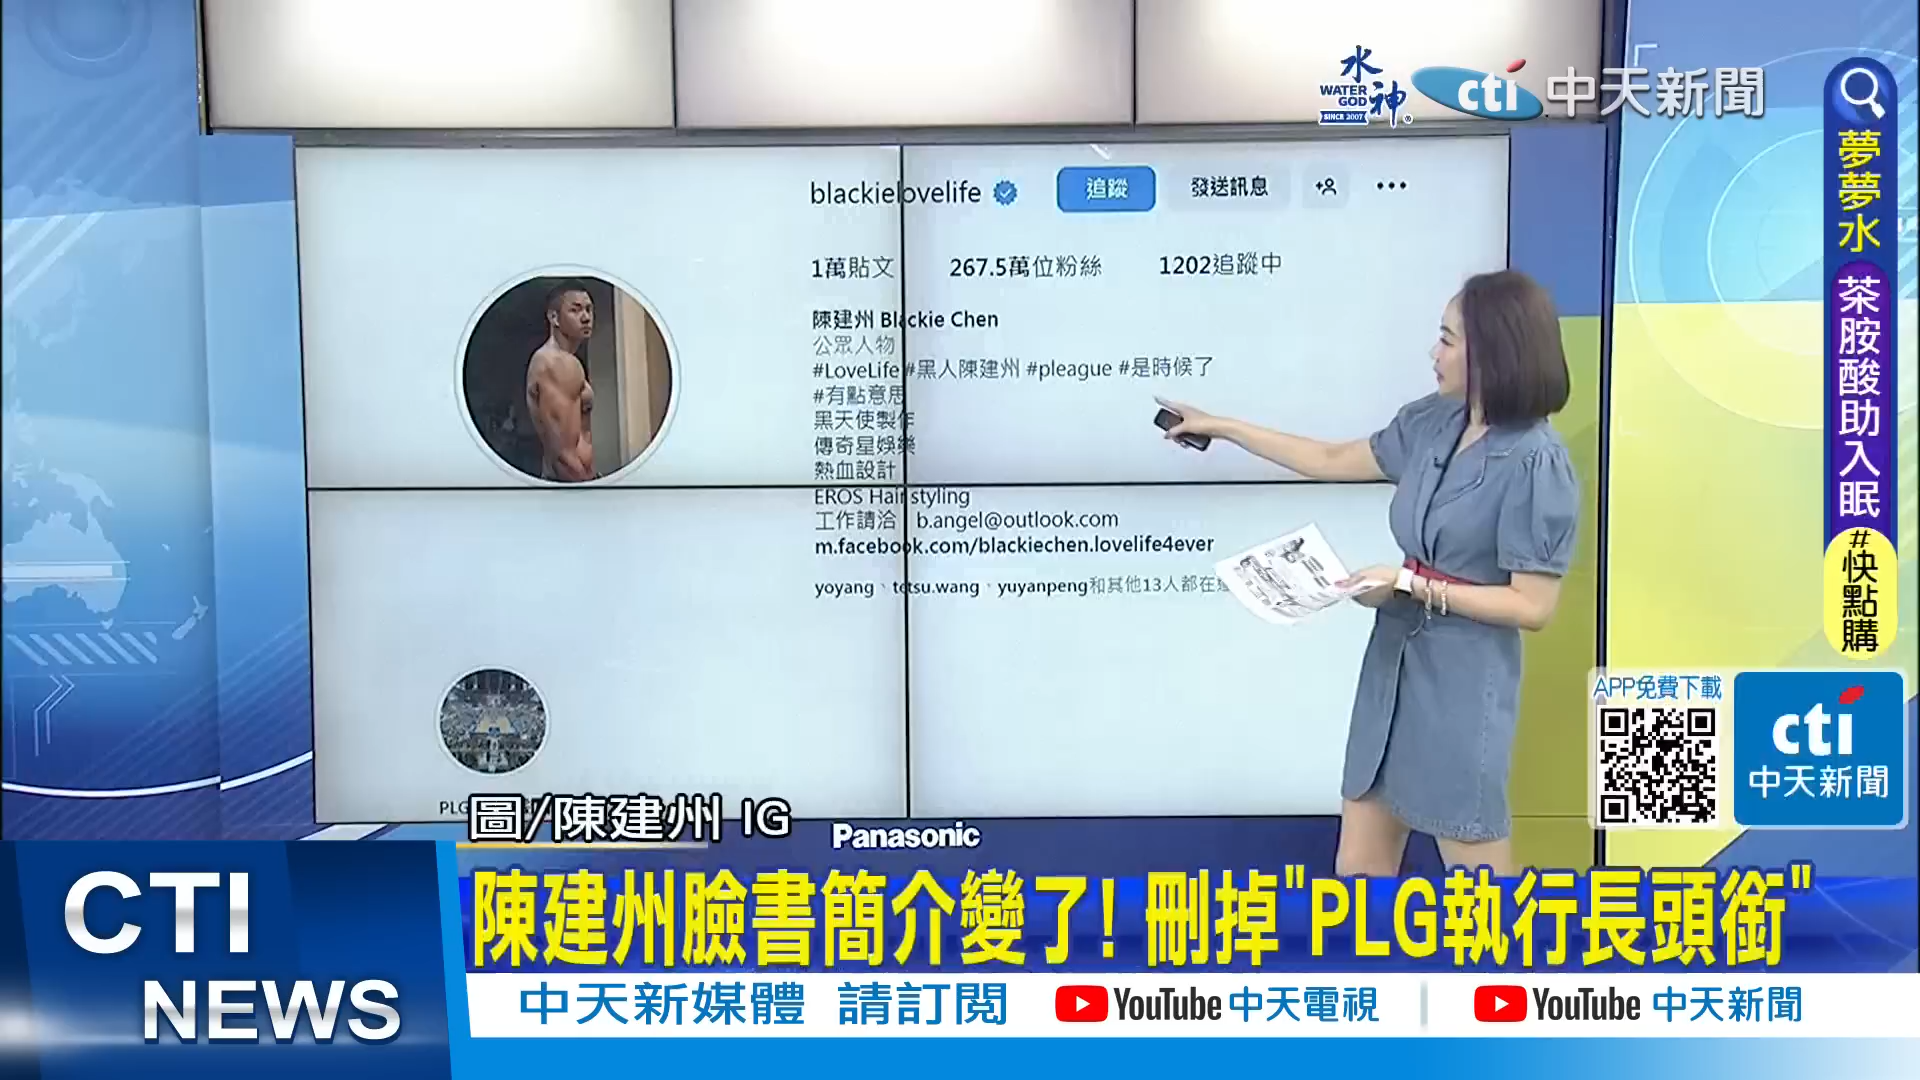 水神
WATER
GOD
SINCE 2007
cti 中天新聞
blackielovelife
追蹤
發送訊息
1萬貼文
267.5萬位粉絲
1202追蹤中
陳建州 Blackie Chen
公眾人物
#LoveLife #黑人陳建州 #pleague #是時候了
#有點意思
黑天使製作
傳奇星娛樂
熱血設計
EROS Hair styling
工作請洽 b.angel@outlook.com
m.facebook.com/blackiechen.lovelife4ever
yoyang、totsu.wang、yuyanpeng和其他13人都在
PLG
圖/陳建州 IG
Panasonic
夢夢水
茶胺酸助入眠
#快點購
APP免費下載
cti
中天新聞
CTI
NEWS
陳建州臉書簡介變了! 刪掉"PLG執行長頭銜"
中天新媒體 請訂閱 YouTube 中天電視 | YouTube 中天新聞